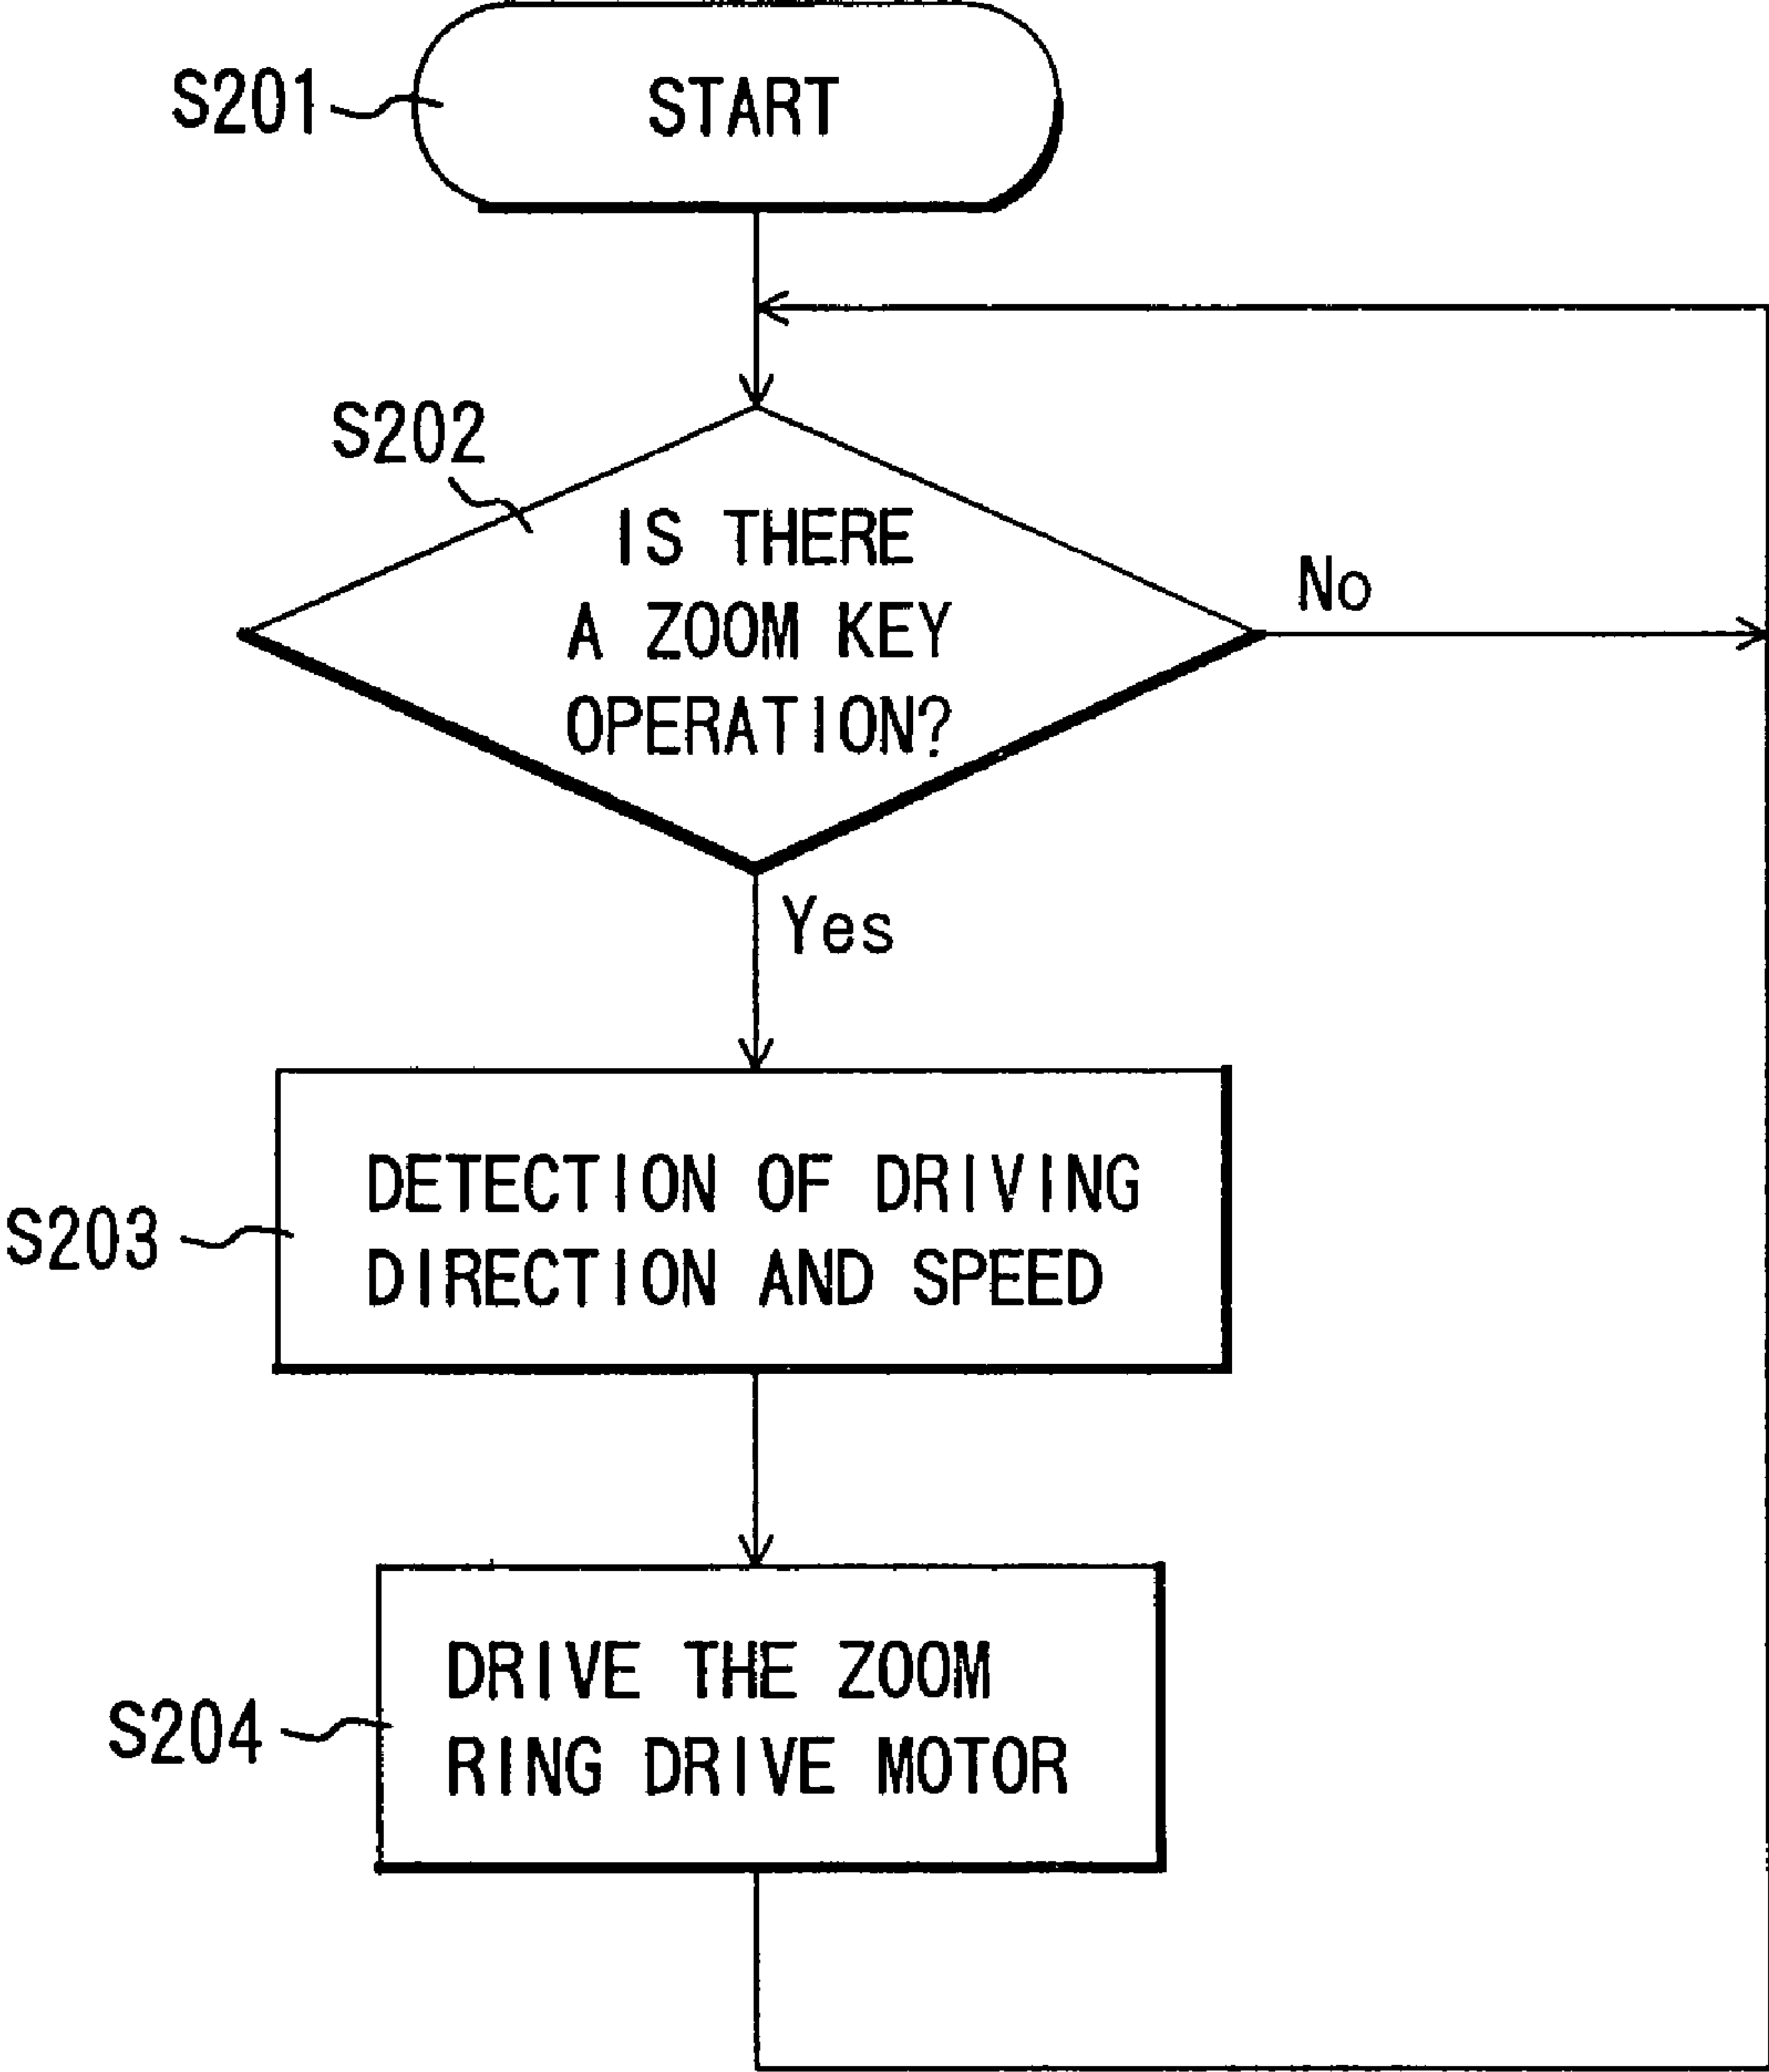 S201
START
S202
IS THERE
A ZOOM KEY
OPERATION?
No
Yes
S203
DETECTION OF DRIVING
DIRECTION AND SPEED
S204
DRIVE THE ZOOM
RING DRIVE MOTOR